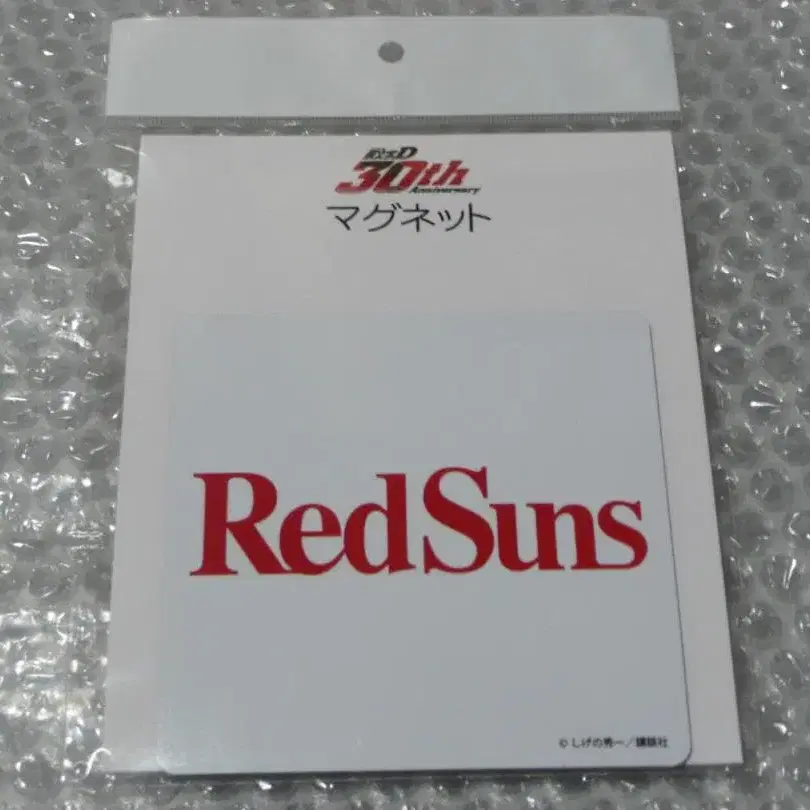 頭文字D
30th
Anniversary
マグネット
RedSuns
© しげの秀一／講談社